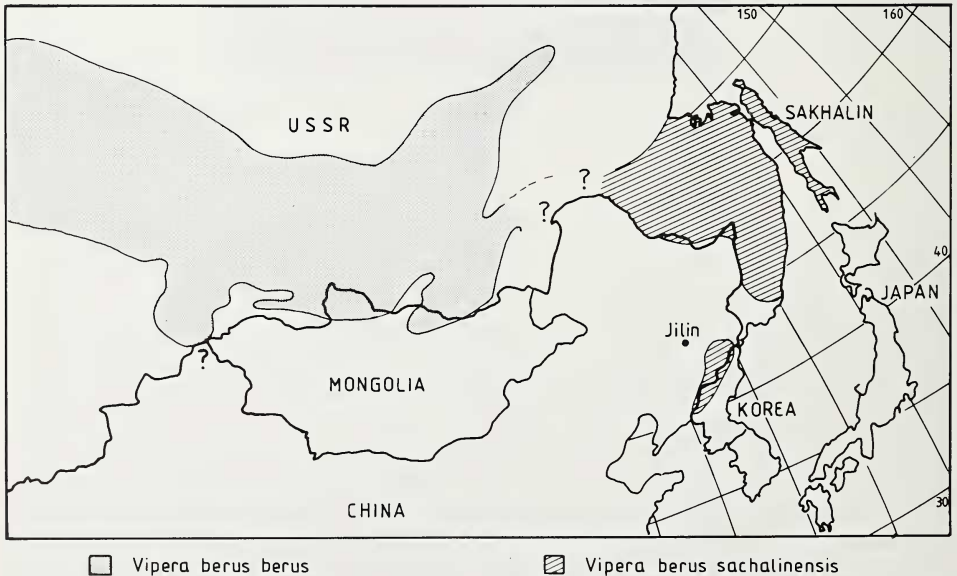 150
160
USSR
SAKHALIN
?
?
40
JAPAN
Jilin
?
MONGOLIA
KOREA
30
CHINA
Vipera berus berus
Vipera berus sachalinensis